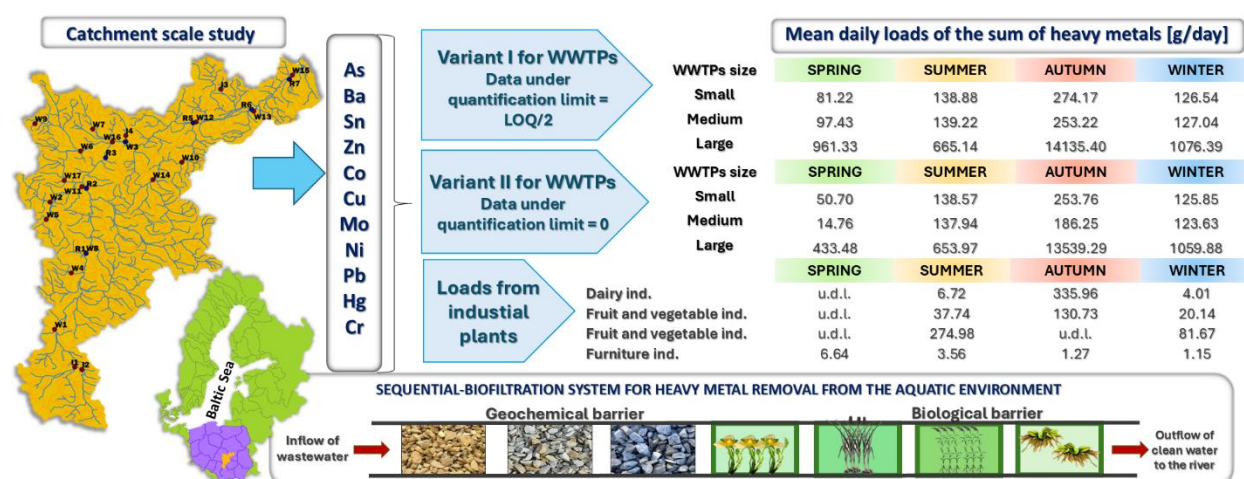 Catchment scale study
W15
R7
J3
R6
W13
R5 W12
W9
W7
J4
W16
W3
W6
R3
W10
W17
W14
W11
R2
W2
W5
R1
W8
W4
W1
J1
J2
Baltic Sea
As
Ba
Sn
Zn
Co
Cu
Mo
Ni
Pb
Hg
Cr
Variant I for WWTPs
Data under
quantification limit =
LOQ/2
Variant II for WWTPs
Data under
quantification limit = 0
Loads from
industial
plants
Mean daily loads of the sum of heavy metals [g/day]
WWTPs size SPRING SUMMER AUTUMN WINTER
Small 81.22 138.88 274.17 126.54
Medium 97.43 139.22 253.22 127.04
Large 961.33 665.14 14135.40 1076.39
WWTPs size SPRING SUMMER AUTUMN WINTER
Small 50.70 138.57 253.76 125.85
Medium 14.76 137.94 186.25 123.63
Large 433.48 653.97 13539.29 1059.88
SPRING SUMMER AUTUMN WINTER
Dairy ind. u.d.l. 6.72 335.96 4.01
Fruit and vegetable ind. u.d.l. 37.74 130.73 20.14
Fruit and vegetable ind. u.d.l. 274.98 u.d.l. 81.67
Furniture ind. 6.64 3.56 1.27 1.15
SEQUENTIAL-BIOFILTRATION SYSTEM FOR HEAVY METAL REMOVAL FROM THE AQUATIC ENVIRONMENT
Geochemical barrier Biological barrier
Inflow of
wastewater
Outflow of
clean water
to the river